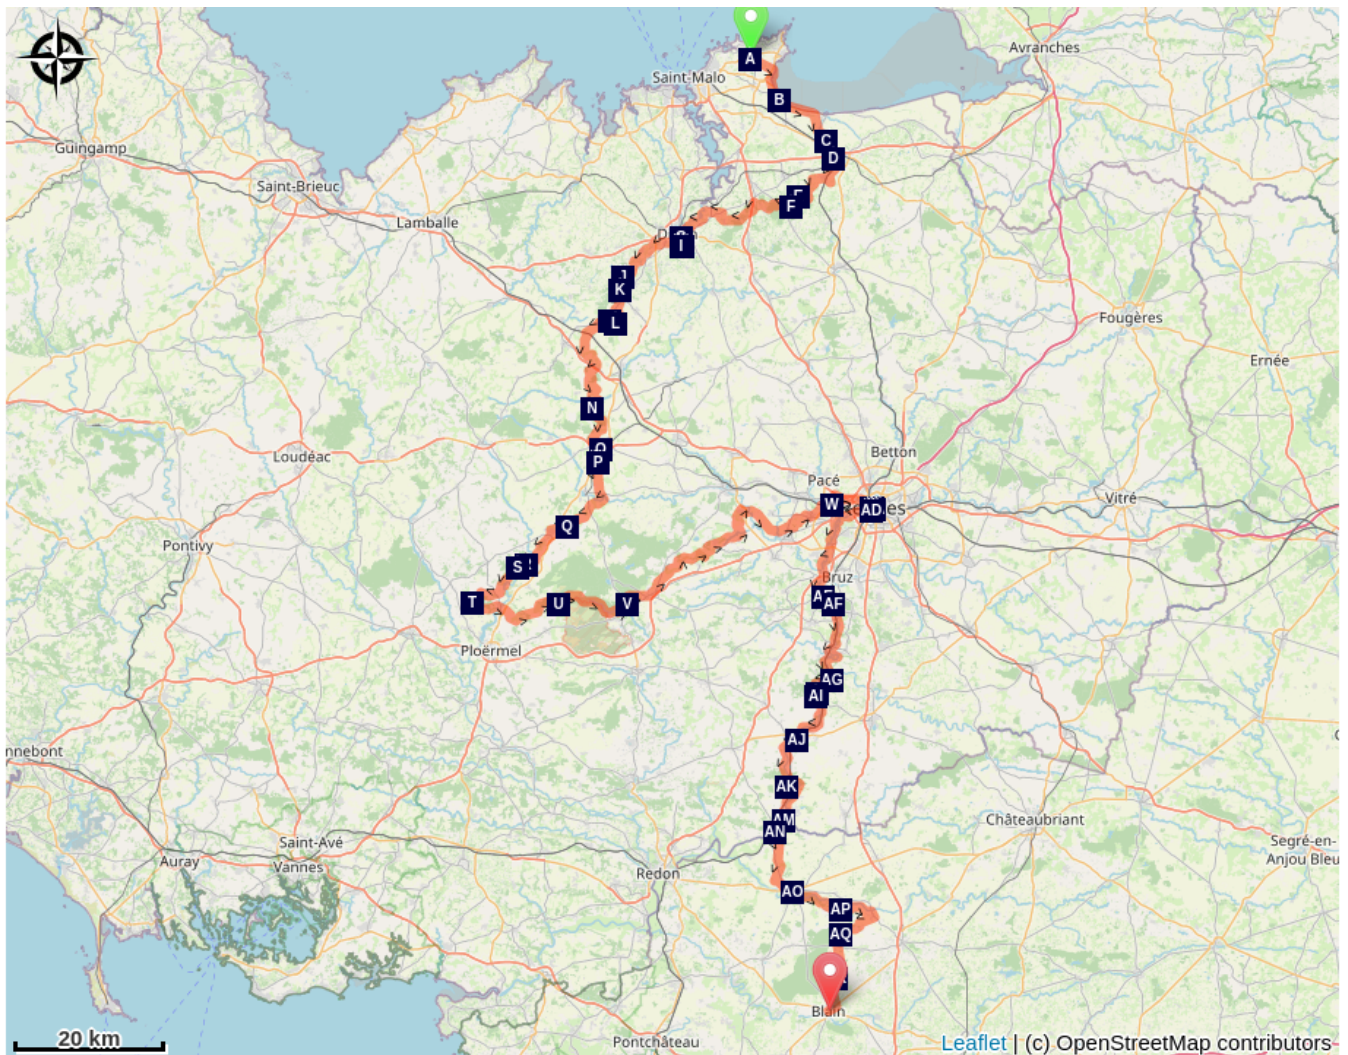 Avranches
A
Saint-Malo
B
C
Guingamp
D
Saint-Brieuc
F
Lamballe
I
J
K
L
Fougères
Ernée
N
Betton
Loudéac
P
Pacé
Vitré
W
AD
Q
Pontivy
S
Bruz
T
U
V
AF
Ploërmel
AG
AI
AJ
nnebont
AK
Châteaubriant
AM
AN
Saint-Avé
Segré-en-
Anjou Bleu
Auray
Vannes
Redon
AO
AP
AQ
Blain
20 km
Pontchâteau
Leaflet | (c) OpenStreetMap contributors